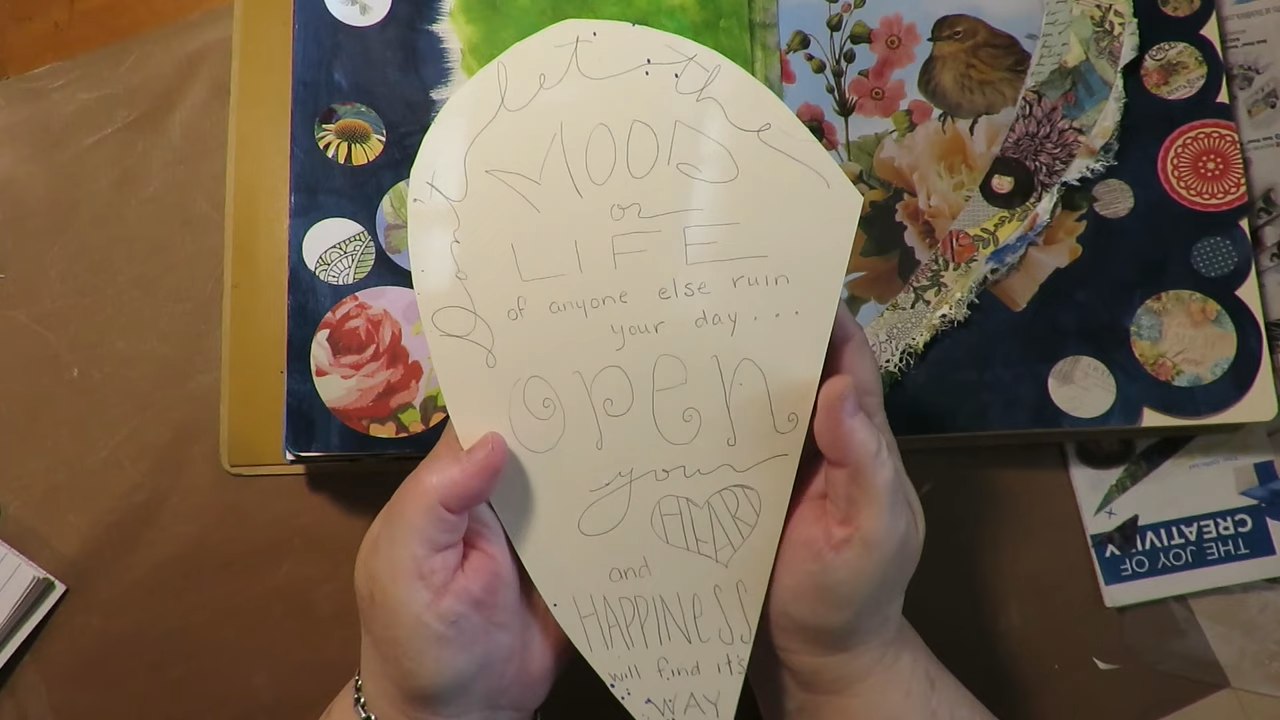 don't let the
MOOD
or
LIFE
of anyone else ruin
your day...
open
your
HEART
and
HAPPINESS
will find it's
WAY
THE JOY OF
CREATIVITY